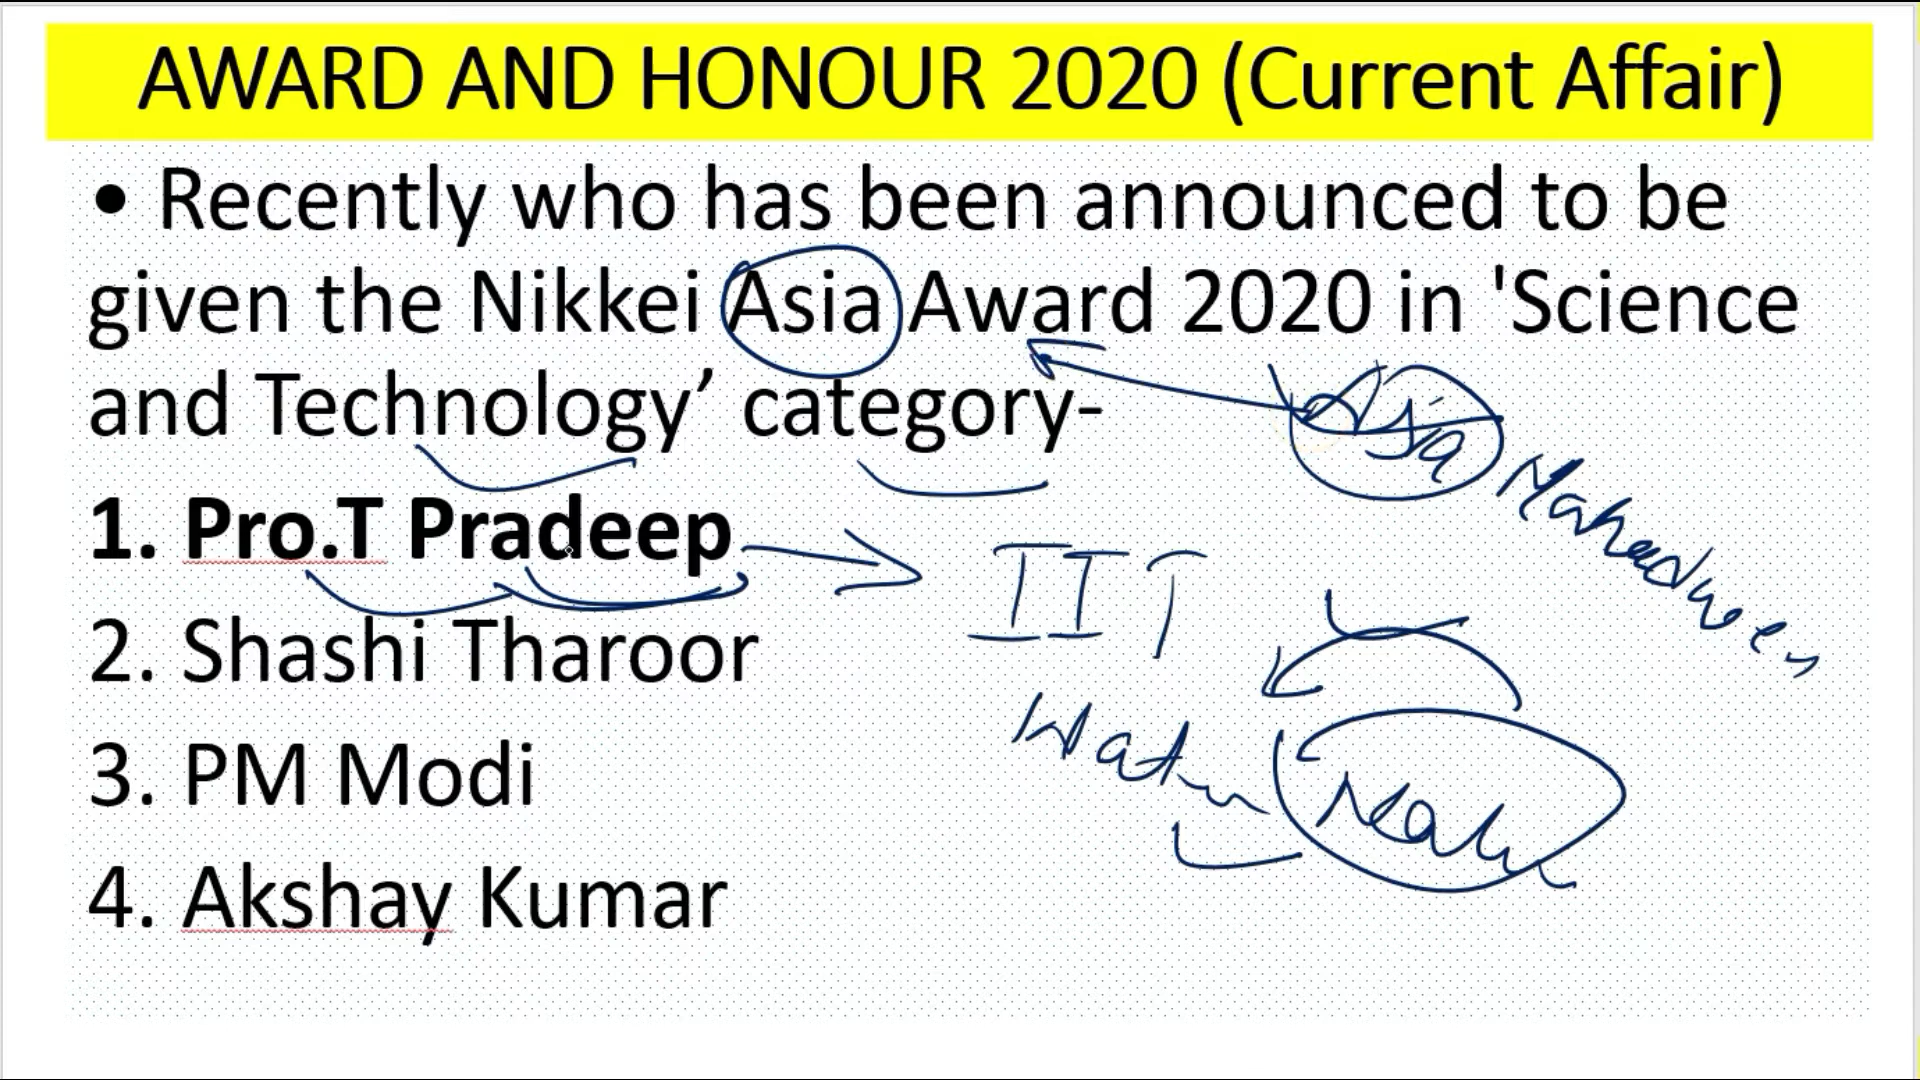 AWARD AND HONOUR 2020 (Current Affair)
• Recently who has been announced to be
given the Nikkei Asia Award 2020 in 'Science
and Technology’ category-
Asia
1. Pro.T Pradeep
IIT
2. Shashi Tharoor
3. PM Modi
4. Akshay Kumar